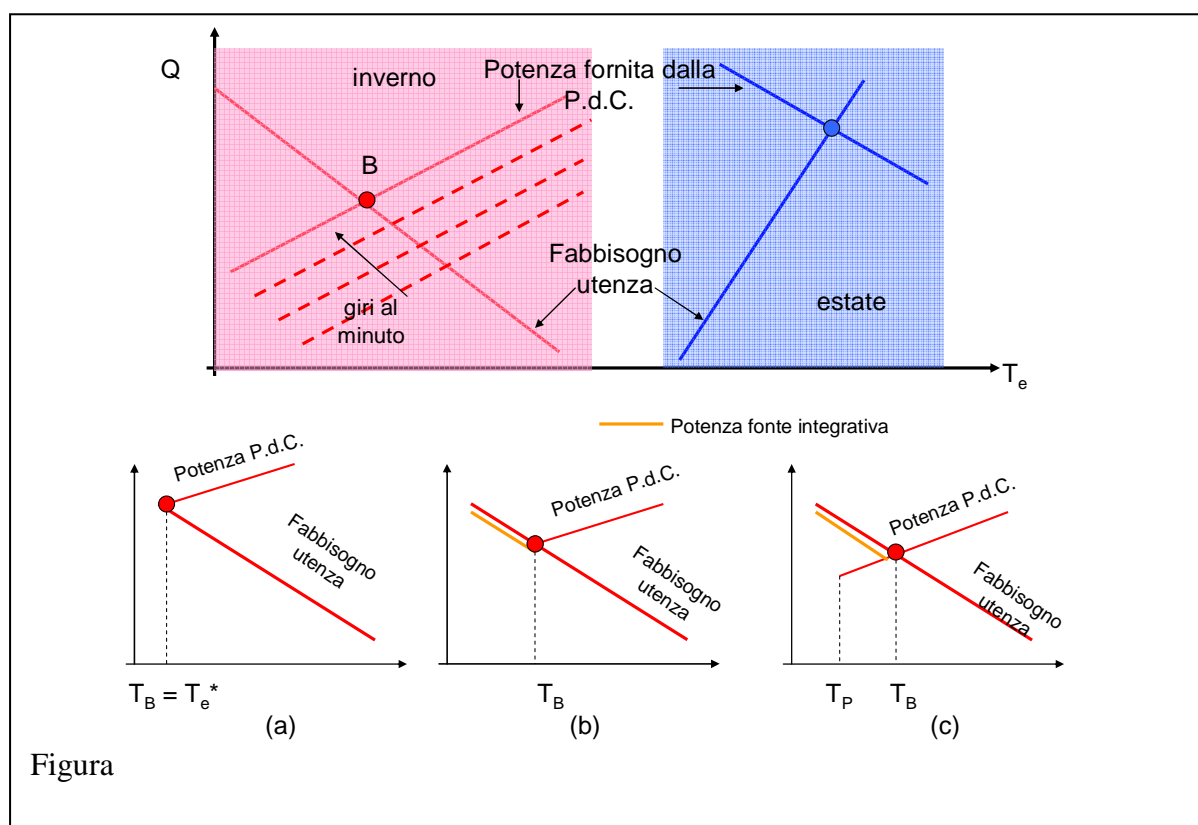 Q
inverno
Potenza fornita dalla
P.d.C.
B
Fabbisogno
utenza
giri al
minuto
estate
T_e
Potenza fonte integrativa
Potenza P.d.C.
Fabbisogno
utenza
T_B = T_e*
(a)
Potenza P.d.C.
Fabbisogno
utenza
T_B
(b)
Potenza P.d.C.
Fabbisogno
utenza
T_P
T_B
(c)
Figura